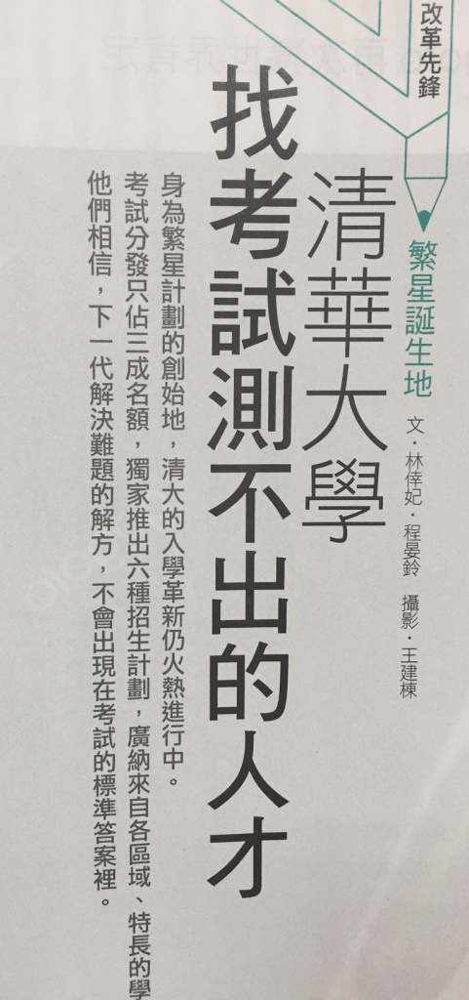 改革先鋒
繁星誕生地
文・林倖妃・程晏鈴 攝影・王建棟
清華大學
找考試測不出的人才
身為繁星計劃的創始地，清大的入學革新仍火熱進行中。
考試分發只佔三成名額，獨家推出六種招生計劃，廣納來自各區域、特長的學
他們相信，下一代解決難題的解方，不會出現在考試的標準答案裡。